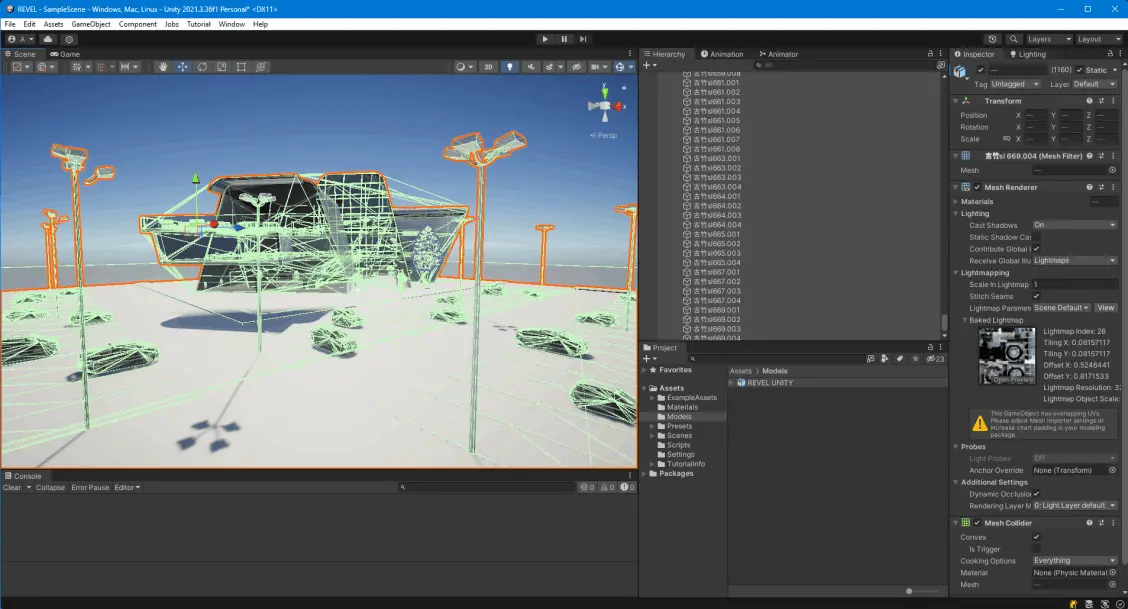 REVEL - SampleScene - Windows, Mac, Linux - Unity 2021.3.36f1 Personal* <DX11>
File Edit Assets GameObject Component Jobs Tutorial Window Help
A
Layers Layout
Scene Game
2D
y
Persp
Hierarchy Animation Animator
All
古竹sl659.008
古竹sl661.001
古竹sl661.002
古竹sl661.003
古竹sl661.004
古竹sl661.005
古竹sl661.006
古竹sl661.007
古竹sl661.008
古竹sl663.001
古竹sl663.002
古竹sl663.003
古竹sl663.004
古竹sl664.001
古竹sl664.002
古竹sl664.003
古竹sl664.004
古竹sl665.001
古竹sl665.002
古竹sl665.003
古竹sl665.004
古竹sl667.001
古竹sl667.002
古竹sl667.003
古竹sl667.004
古竹sl669.001
古竹sl669.002
古竹sl669.003
古竹sl669.004
Project
23
Favorites
Assets
ExampleAssets
Materials
Models
Presets
Scenes
Scripts
Settings
TutorialInfo
Packages
Assets > Models
REVEL UNITY
Console
Clear Collapse Error Pause Editor
0 0 0
Inspector Lighting
— (1160) Static
Tag Untagged Layer Default
Transform
Position X — Y — Z —
Rotation X — Y — Z —
Scale X — Y — Z —
古竹sl 669.004 (Mesh Filter)
Mesh —
Mesh Renderer
Materials —
Lighting
Cast Shadows On
Static Shadow Cas
Contribute Global I
Receive Global Illu Lightmaps
Lightmapping
Scale In Lightmap 1
Stitch Seams
Lightmap Paramet Scene Default View
Baked Lightmap
Lightmap Index: 26
Tiling X: 0.08157117
Tiling Y: 0.08157117
Offset X: 0.5248441
Offset Y: 0.8171533
Lightmap Resolution: 32
Lightmap Object Scale:
Open Preview
This GameObject has overlapping UVs.
Please adjust Mesh Importer settings or
increase chart padding in your modeling
package.
Probes
Light Probes Off
Anchor Override None (Transform)
Additional Settings
Dynamic Occlusion
Rendering Layer M 0: Light Layer default
Mesh Collider
Convex
Is Trigger
Cooking Options Everything
Material None (Physic Material
Mesh —